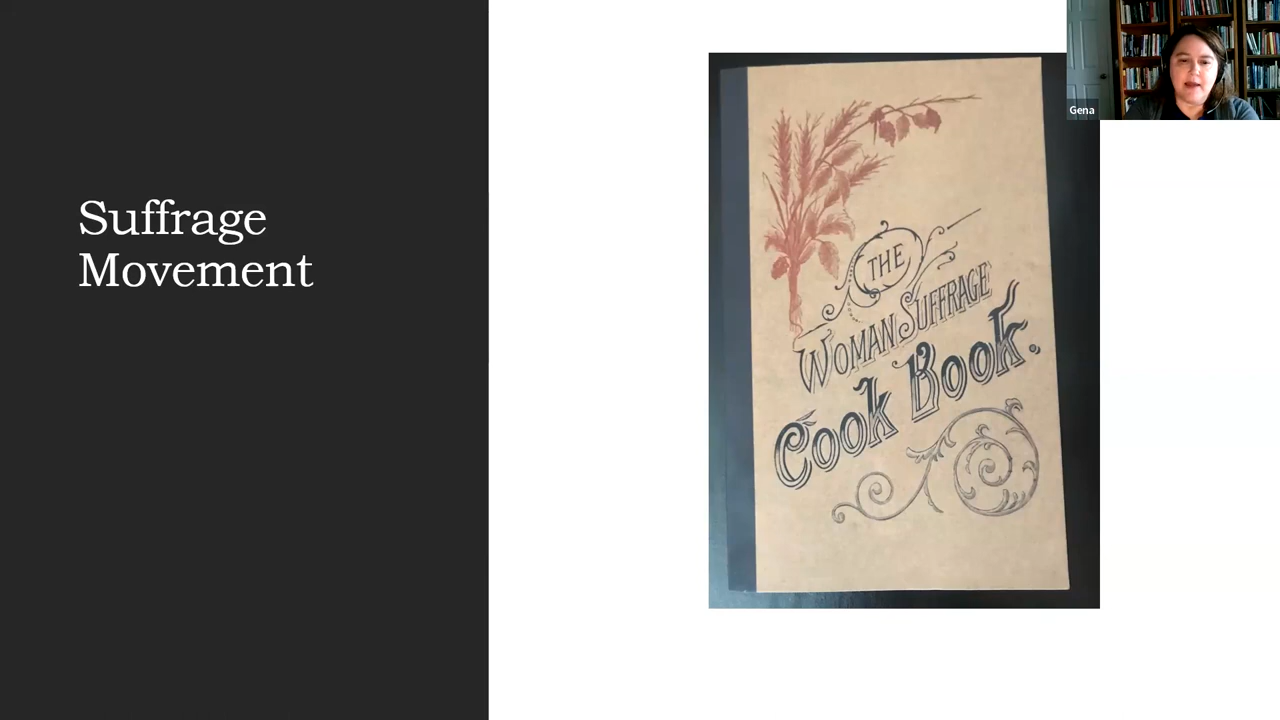 Suffrage
Movement
THE
WOMAN SUFFRAGE
Cook Book.
Gena